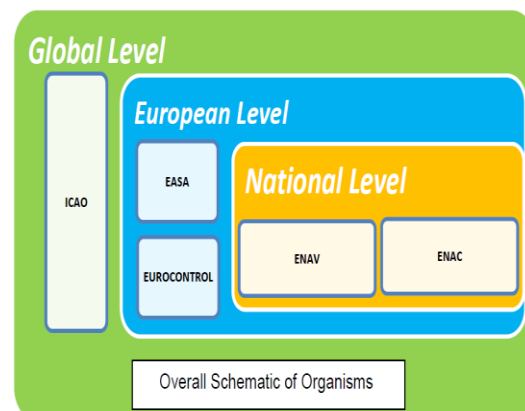 Global Level
European Level
EASA
National Level
ICAO
ENAV
ENAC
EUROCONTROL
Overall Schematic of Organisms